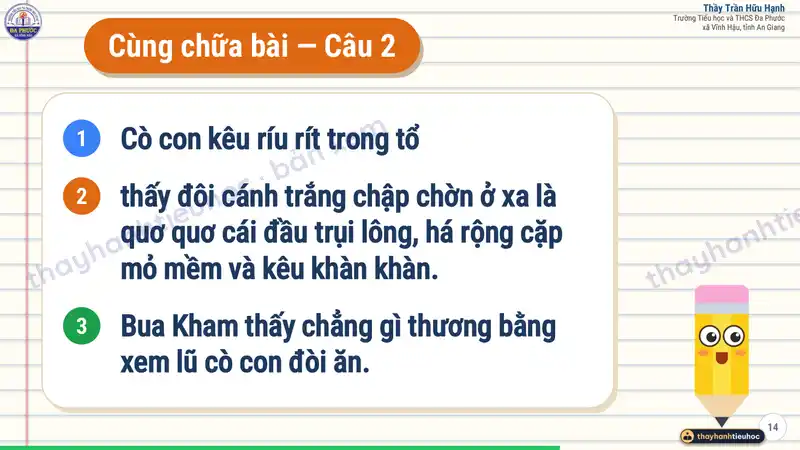 Thầy Trần Hữu Hạnh
Trường Tiểu học và THCS Đa Phước
xã Vĩnh Hậu, tỉnh An Giang
ĐA PHƯỚC
Cùng chữa bài – Câu 2
1 Cò con kêu ríu rít trong tổ
2 thấy đôi cánh trắng chập chờn ở xa là
quơ quơ cái đầu trụi lông, há rộng cặp
mỏ mềm và kêu khàn khàn.
3 Bua Kham thấy chẳng gì thương bằng
xem lũ cò con đòi ăn.
thayhanhtieuhoc
14